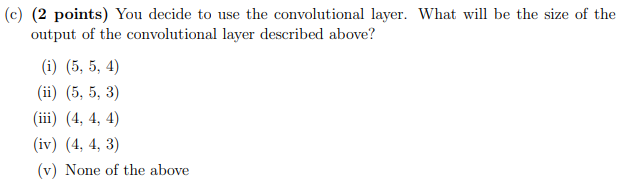 (c) (2 points) You decide to use the convolutional layer. What will be the size of the
output of the convolutional layer described above?
(i) (5, 5, 4)
(ii) (5, 5, 3)
(iii) (4, 4, 4)
(iv) (4, 4, 3)
(v) None of the above